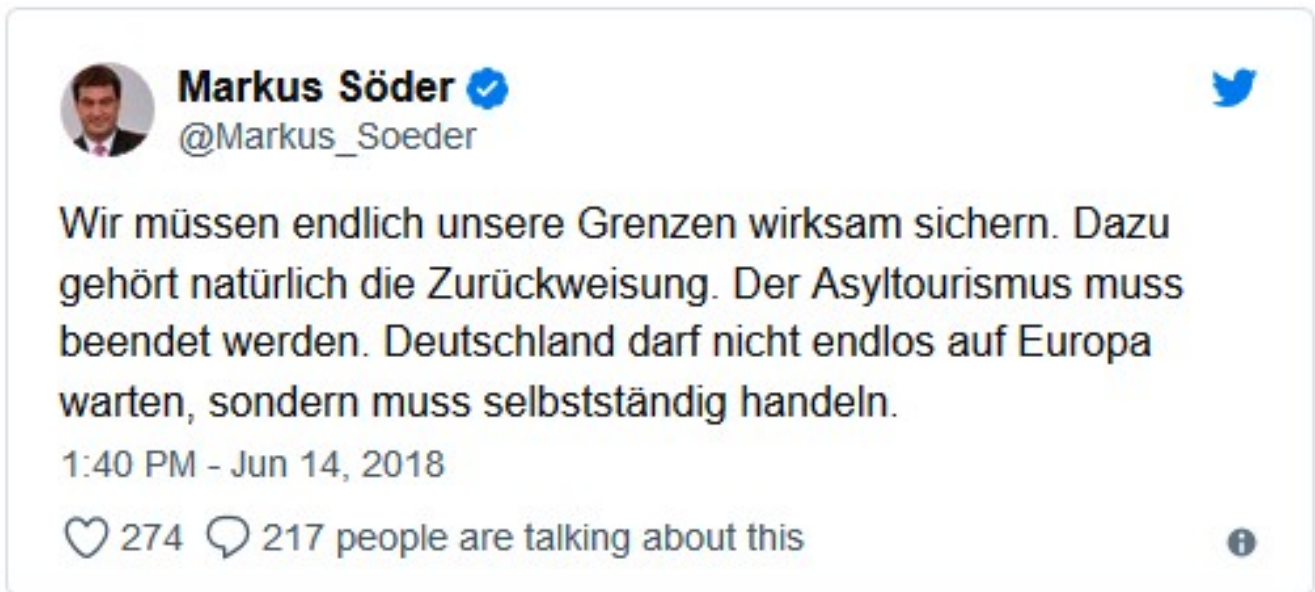 Markus Söder
@Markus_Soeder
Wir müssen endlich unsere Grenzen wirksam sichern. Dazu
gehört natürlich die Zurückweisung. Der Asyltourismus muss
beendet werden. Deutschland darf nicht endlos auf Europa
warten, sondern muss selbstständig handeln.
1:40 PM - Jun 14, 2018
274 217 people are talking about this